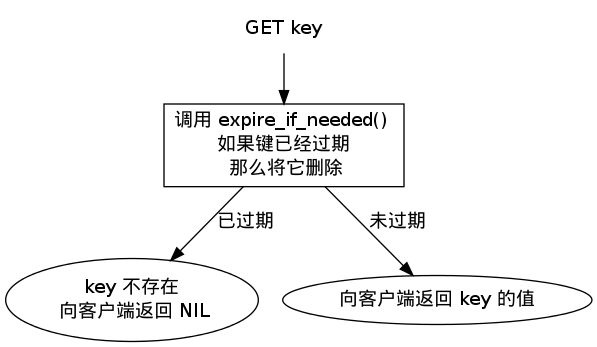 GET key
调用 expire_if_needed()
如果键已经过期
那么将它删除
已过期
未过期
key 不存在
向客户端返回 NIL
向客户端返回 key 的值